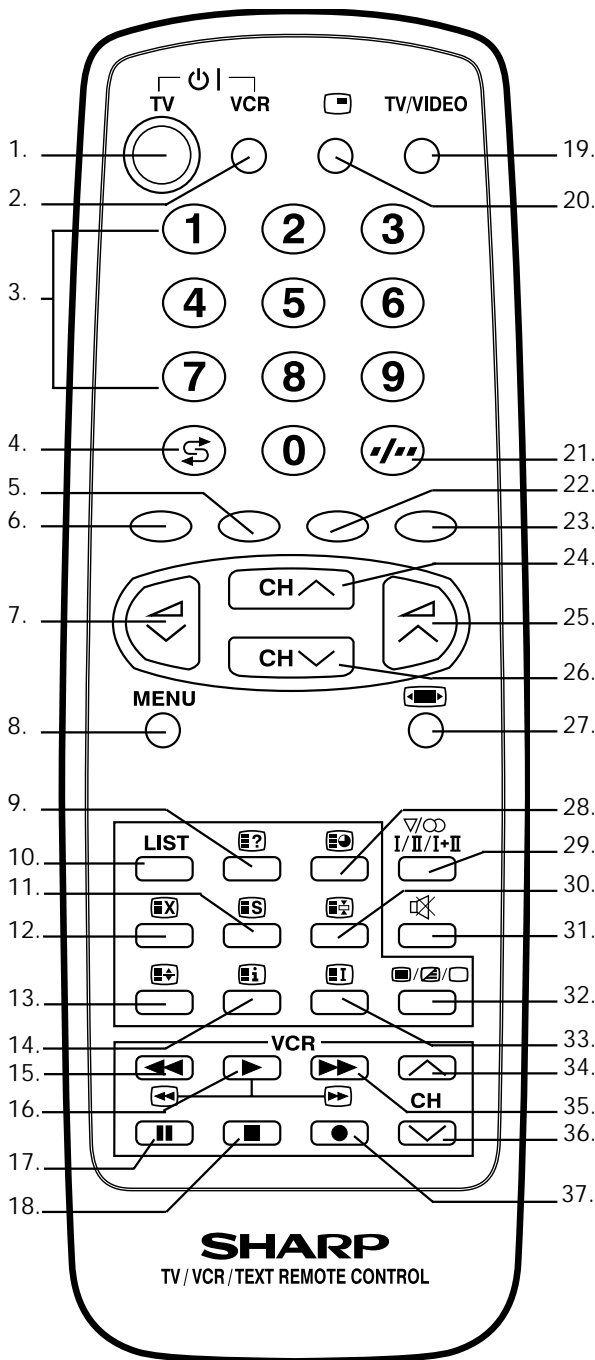 TV VCR TV/VIDEO
1. 19.
2. 20.
1 2 3
3.
4 5 6
7 8 9
4. 0 -/-- 21.
5. 22.
6. 23.
24.
CH
7. 25.
CH
26.
MENU
8. 27.
9. 28.
LIST ? I/II/I+II
10. 29.
11. 30.
X S
12. 31.
13. i I 32.
14. 33.
VCR
15. 34.
16. CH 35.
17. 36.
18. 37.
SHARP
TV / VCR / TEXT REMOTE CONTROL